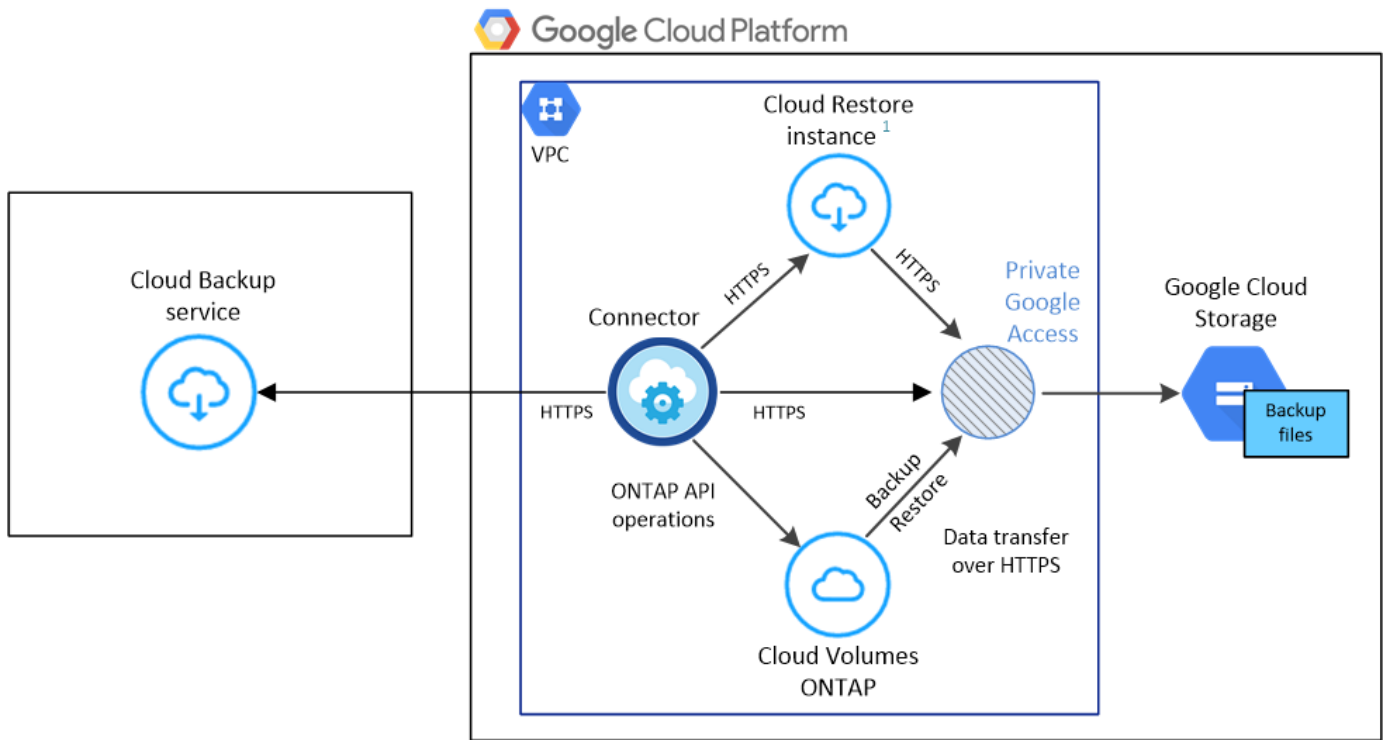 Google Cloud Platform
Cloud Restore
instance 1
VPC
Cloud Backup
service
HTTPS
HTTPS
Private
Google
Access
Google Cloud
Storage
Connector
HTTPS
HTTPS
Backup
files
ONTAP API
operations
Backup
Restore
Data transfer
over HTTPS
Cloud Volumes
ONTAP